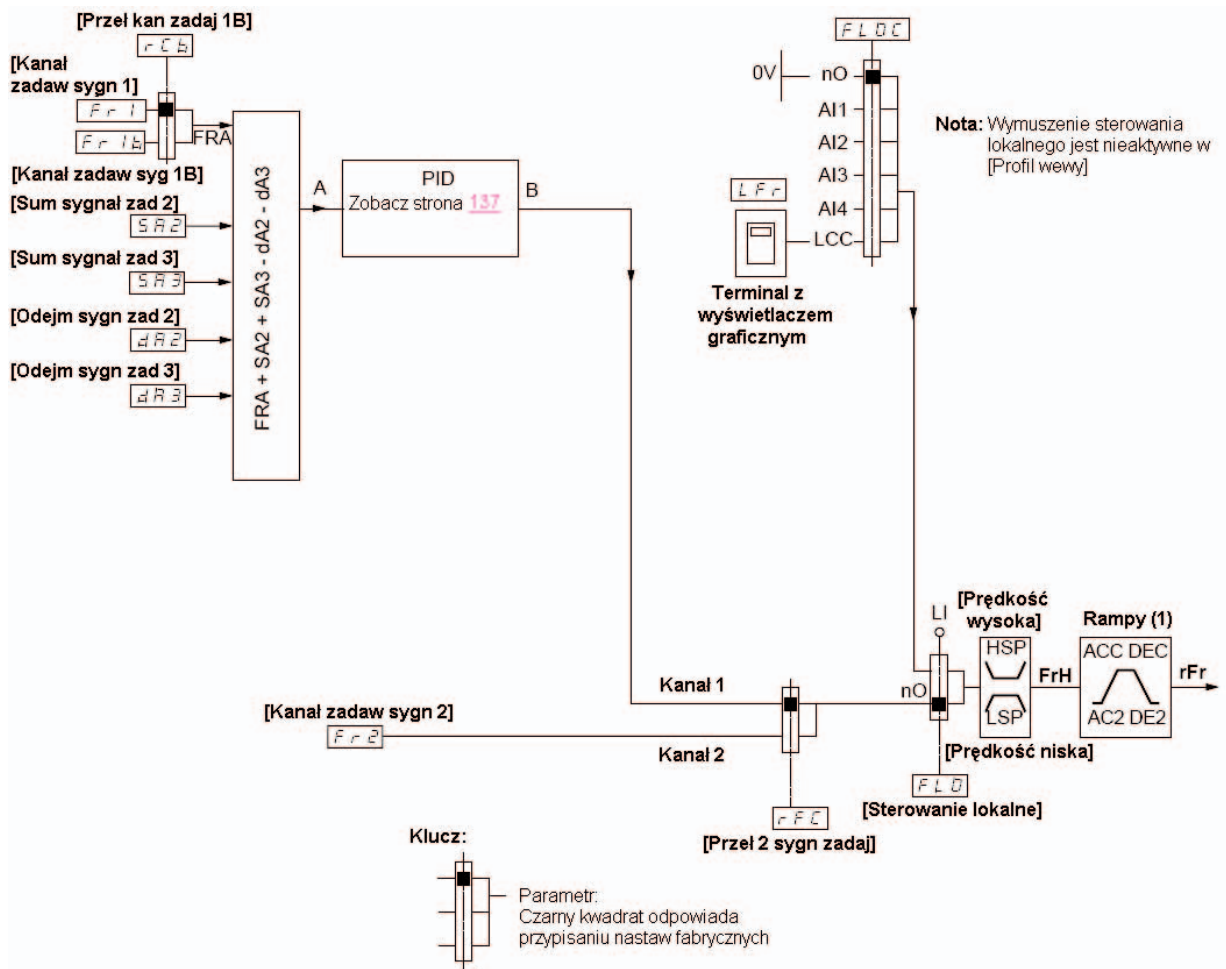 [Przeł kan zadaj 1B]
rCb
[Kanał
zadaw sygn 1]
Fr1
Fr1b
FRA
[Kanał zadaw syg 1B]
[Sum sygnał zad 2]
SA2
[Sum sygnał zad 3]
SA3
[Odejm sygn zad 2]
dA2
[Odejm sygn zad 3]
dA3
FRA + SA2 + SA3 - dA2 - dA3
A
PID
Zobacz strona 137
B
FLOC
0V
nO
AI1
AI2
AI3
AI4
LCC
LFr
Terminal z
wyświetlaczem
graficznym
Nota: Wymuszenie sterowania
lokalnego jest nieaktywne w
[Profil wewy]
Kanał 1
[Kanał zadaw sygn 2]
Fr2
Kanał 2
rFC
[Przeł 2 sygn zadaj]
LI
nO
FLO
[Sterowanie lokalne]
[Prędkość
wysoka]
HSP
LSP
[Prędkość niska]
FrH
Rampy (1)
ACC DEC
AC2 DE2
rFr
Klucz:
Parametr:
Czarny kwadrat odpowiada
przypisaniu nastaw fabrycznych